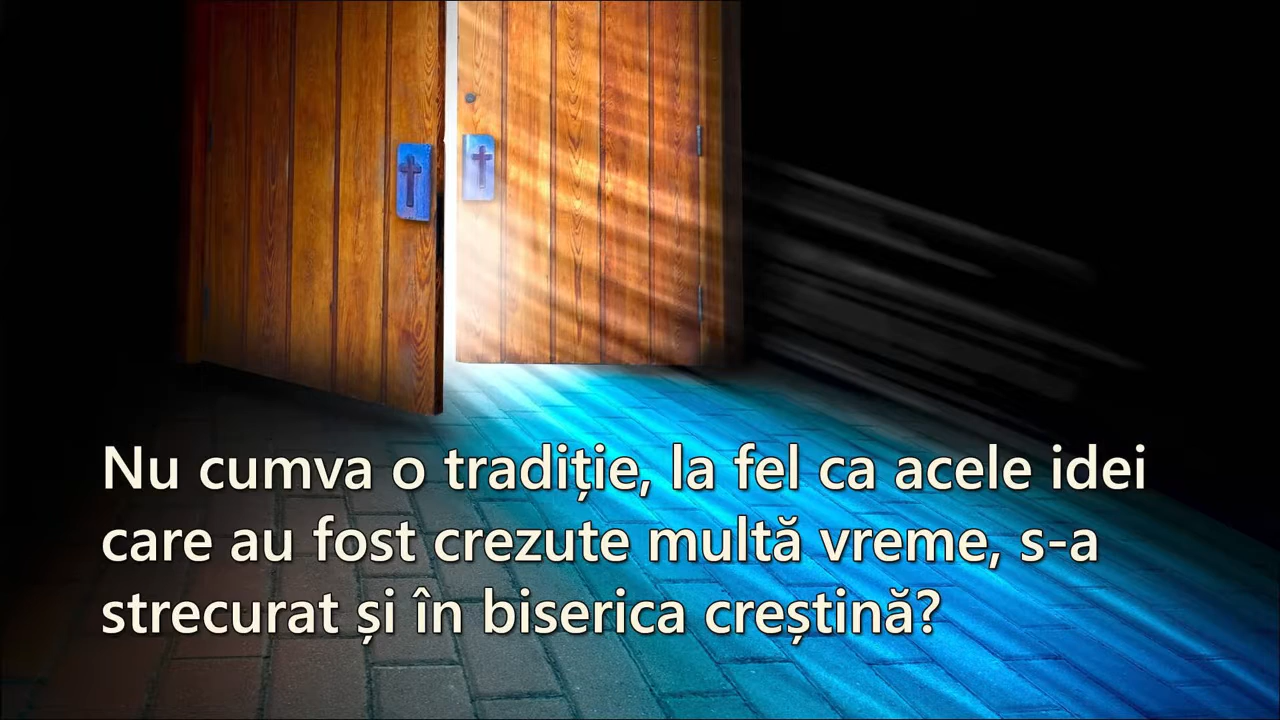 Nu cumva o tradiție, la fel ca acele idei
care au fost crezute multă vreme, s-a
strecurat și în biserica creștină?